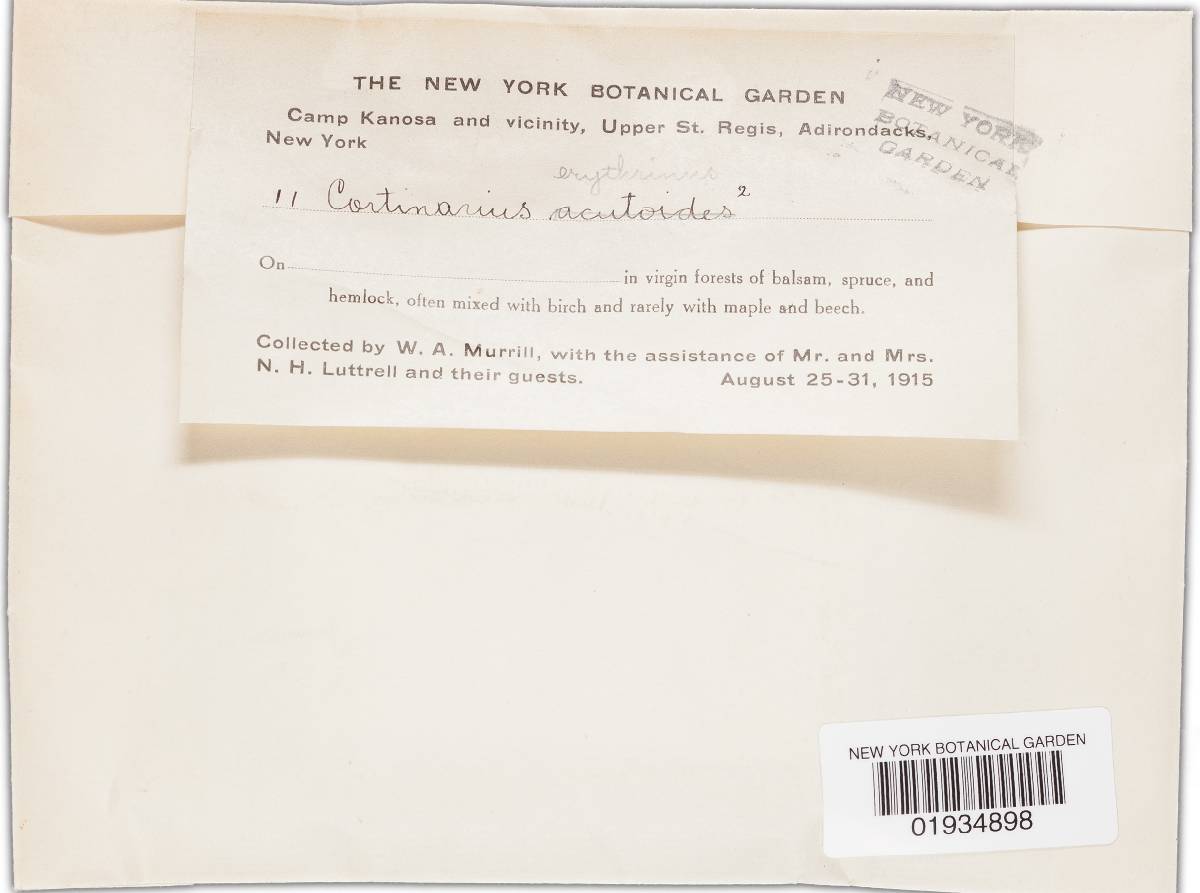 THE NEW YORK BOTANICAL GARDEN
Camp Kanosa and vicinity, Upper St. Regis, Adirondacks,
New York
NEW YORK
BOTANICAL
GARDEN
erythrinus
11 Cortinarius acutoides 2
On in virgin forests of balsam, spruce, and
hemlock, often mixed with birch and rarely with maple and beech.
Collected by W. A. Murrill, with the assistance of Mr. and Mrs.
N. H. Luttrell and their guests. August 25-31, 1915
NEW YORK BOTANICAL GARDEN
01934898